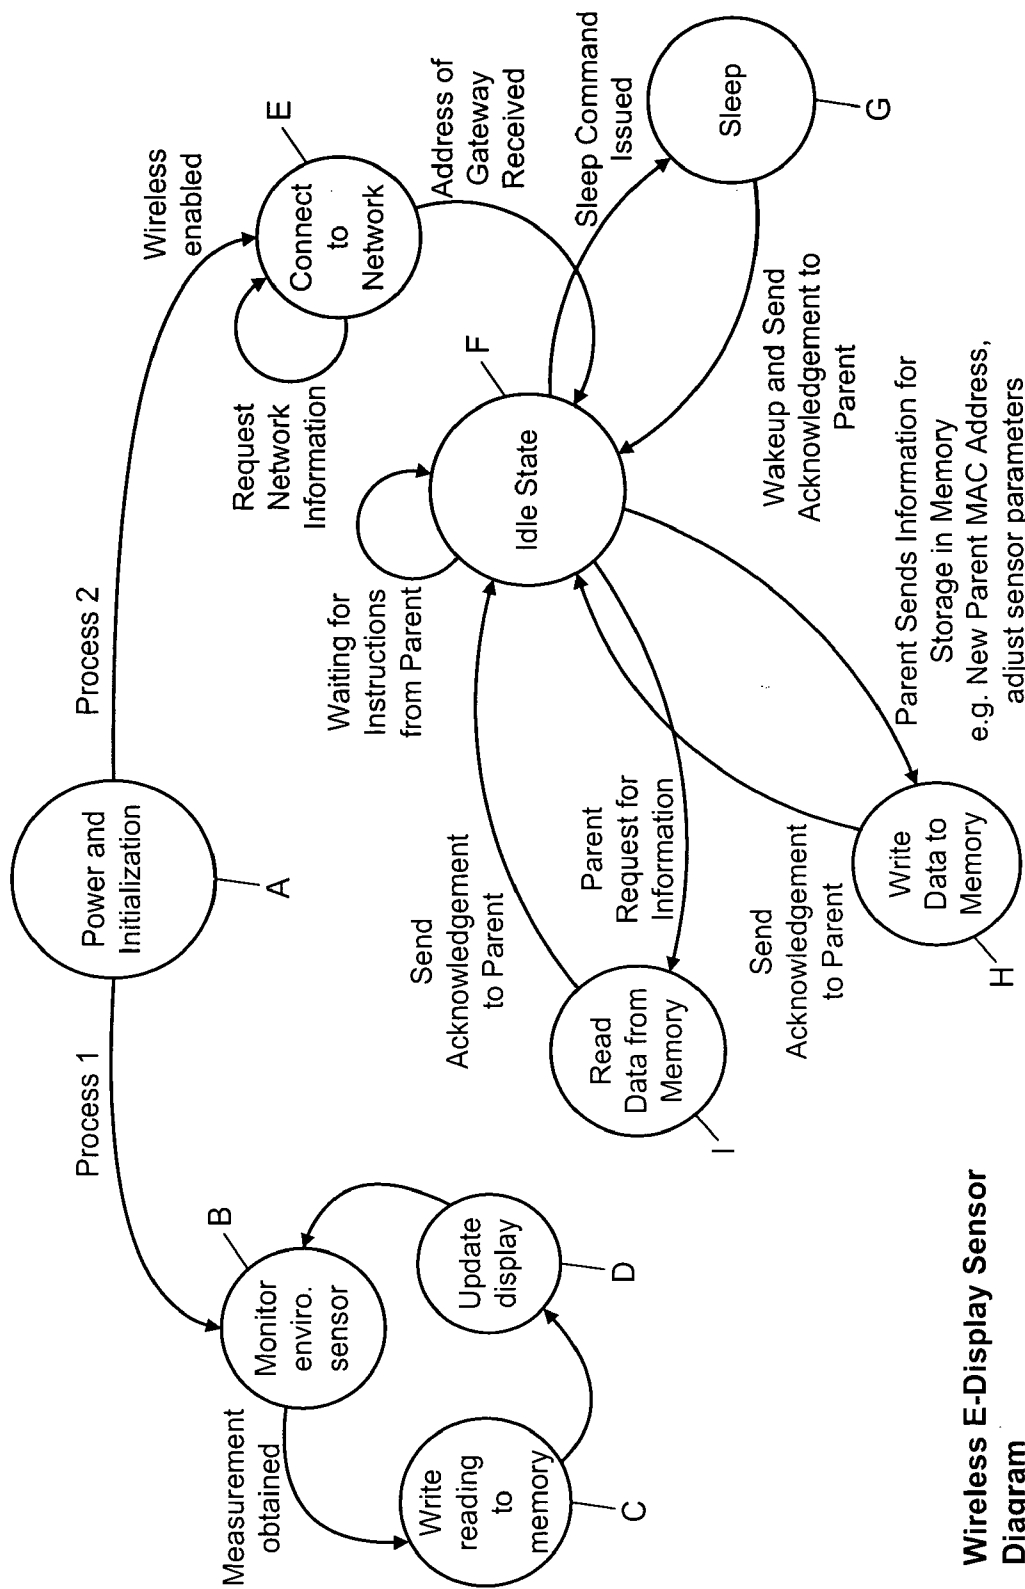 Process 1
Process 2
Power and
Initialization
A
Wireless
enabled
Monitor
enviro.
sensor
B
Measurement
obtained
Write
reading
to
memory
C
Update
display
D
Request
Network
Information
Connect
to
Network
E
Address of
Gateway
Received
Waiting for
Instructions
from Parent
Idle State
F
Sleep Command
Issued
Sleep
G
Wakeup and Send
Acknowledgement to
Parent
Send
Acknowledgement
to Parent
Parent
Request for
Information
Read
Data from
Memory
I
Send
Acknowledgement
to Parent
Write
Data to
Memory
H
Parent Sends Information for
Storage in Memory
e.g. New Parent MAC Address,
adjust sensor parameters
Wireless E-Display Sensor
Diagram